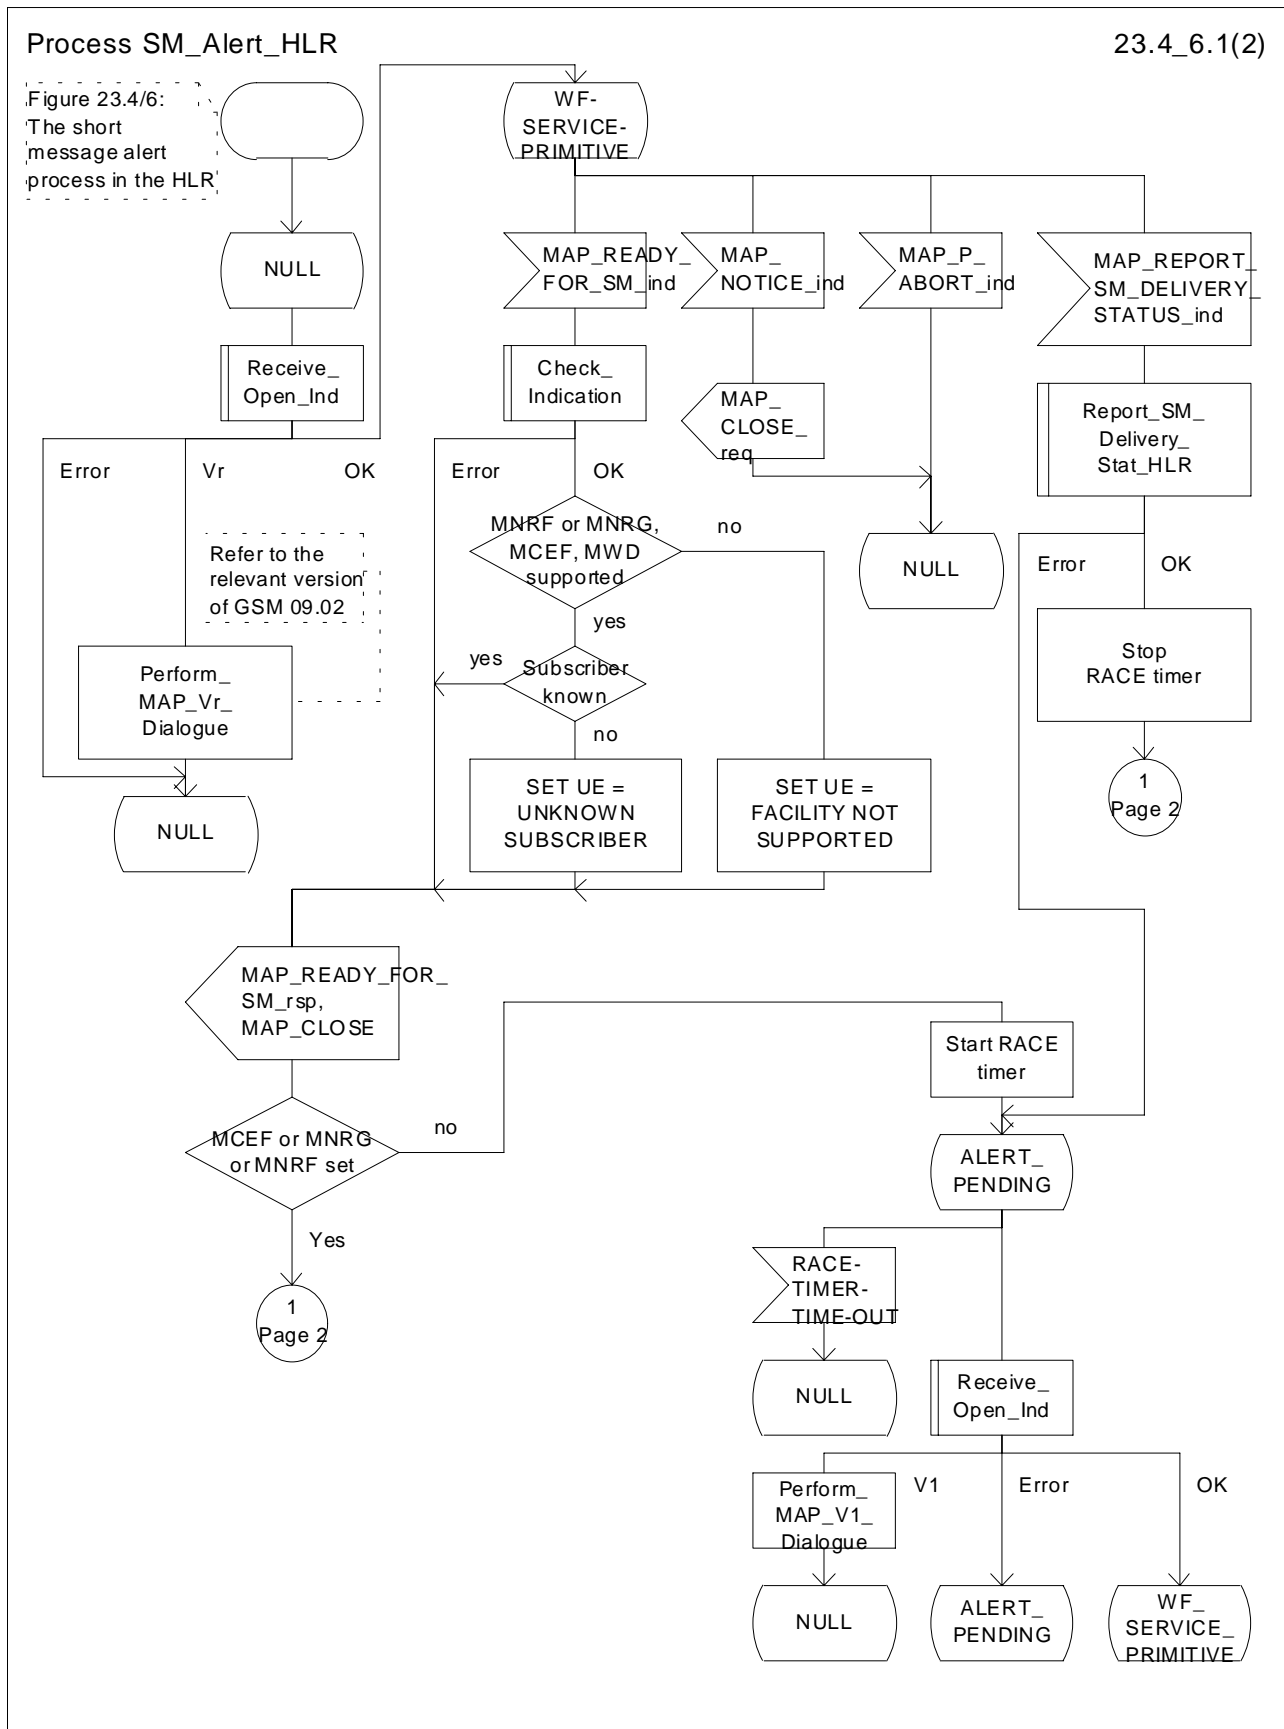 Process SM_Alert_HLR
23.4_6.1(2)
Figure 23.4/6:
The short
message alert
process in the HLR
WF-
SERVICE-
PRIMITIVE
NULL
MAP_READY_
FOR_SM_ind
MAP_
NOTICE_ind
MAP_P_
ABORT_ind
MAP_REPORT_
SM_DELIVERY_
STATUS_ind
Receive_
Open_Ind
Check_
Indication
MAP_
CLOSE_
req
Report_SM_
Delivery_
Stat_HLR
Error
Vr
OK
Error
OK
MNRF or MNRG,
MCEF, MWD
supported
no
yes
NULL
Error
OK
Refer to the
relevant version
of GSM 09.02
Perform_
MAP_Vr_
Dialogue
yes
Subscriber
known
no
Stop
RACE timer
NULL
SET UE =
UNKNOWN
SUBSCRIBER
SET UE =
FACILITY NOT
SUPPORTED
1
Page 2
MAP_READY_FOR_
SM_rsp,
MAP_CLOSE
Start RACE
timer
MCEF or MNRG
or MNRF set
no
Yes
ALERT_
PENDING
1
Page 2
RACE-
TIMER-
TIME-OUT
NULL
Receive_
Open_Ind
Perform_
MAP_V1_
Dialogue
V1
Error
OK
NULL
ALERT_
PENDING
WF_
SERVICE_
PRIMITIVE